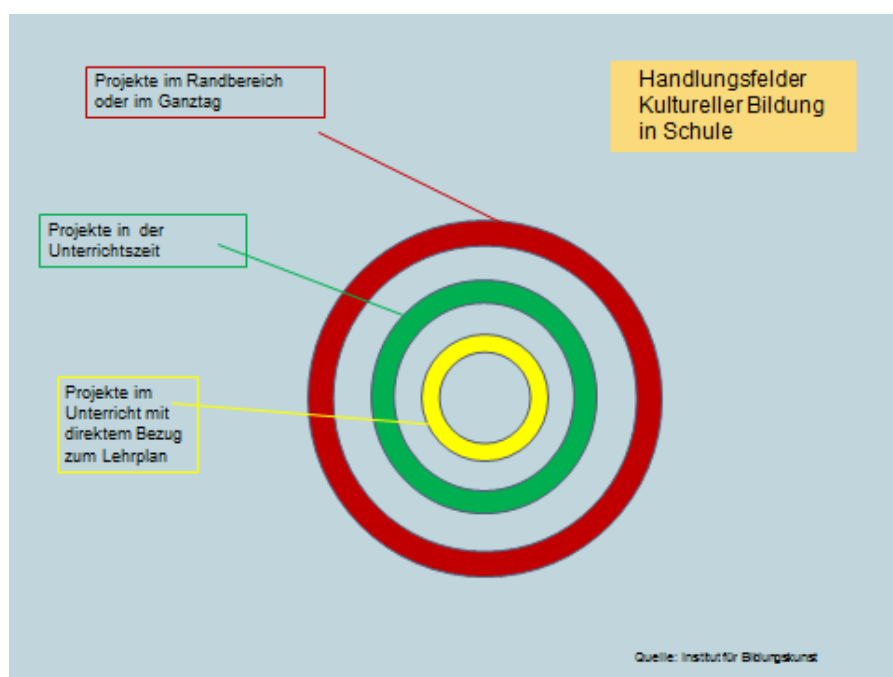 Projekte im Randbereich
oder im Ganztag
Handlungsfelder
Kultureller Bildung
in Schule
Projekte in der
Unterrichtszeit
Projekte im
Unterricht mit
direktem Bezug
zum Lehrplan
Quelle: Institut für Bildungskunst